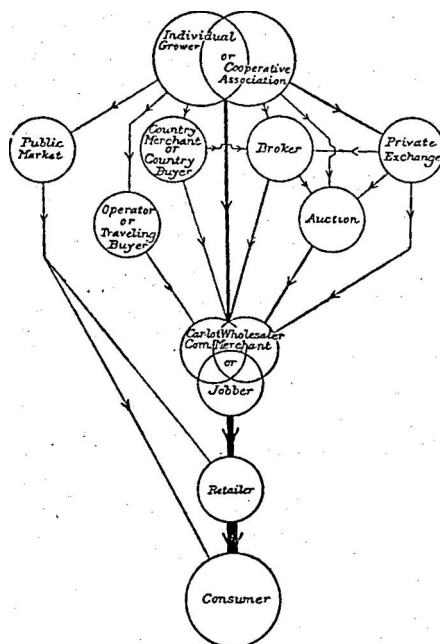 Individual
Grower
or
Cooperative
Association
Public
Market
Country
Merchant
or
Country
Buyer
Broker
Private
Exchange
Operator
or
Traveling
Buyer
Auction
Carlot Wholesaler
Com. Merchant
or
Jobber
Retailer
Consumer